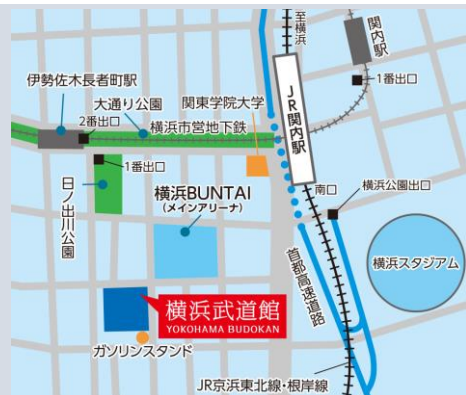 至横浜
関内駅
1番出口
伊勢佐木長者町駅
大通り公園
2番出口
横浜市営地下鉄
関東学院大学
JR関内駅
1番出口
日ノ出川公園
横浜BUNTAI
(メインアリーナ)
南口
横浜公園出口
横浜スタジアム
首都高速道路
横浜武道館
YOKOHAMA BUDOKAN
ガソリンスタンド
JR京浜東北線・根岸線